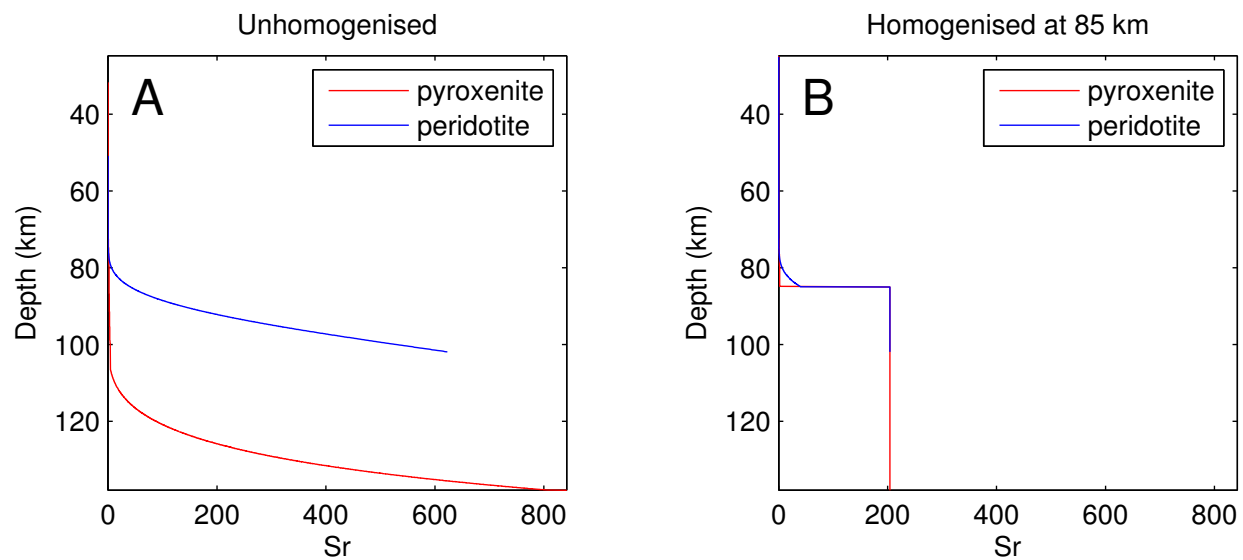 Unhomogenised
A
pyroxenite
peridotite
40
60
80
100
120
Depth (km)
0 200 400 600 800
Sr
Homogenised at 85 km
B
pyroxenite
peridotite
40
60
80
100
120
Depth (km)
0 200 400 600 800
Sr